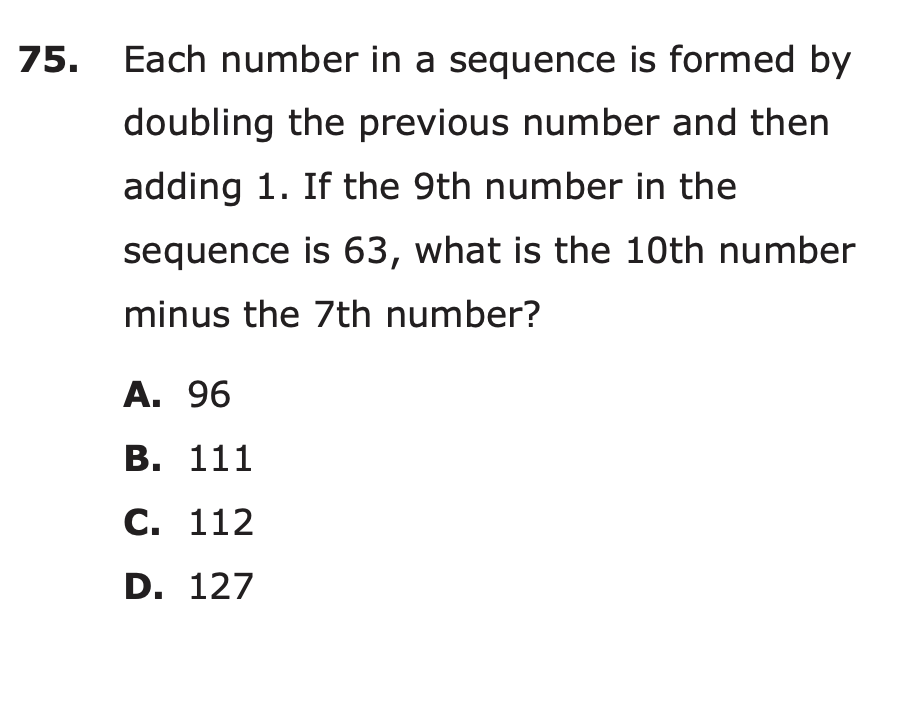 75. Each number in a sequence is formed by
doubling the previous number and then
adding 1. If the 9th number in the
sequence is 63, what is the 10th number
minus the 7th number?
A. 96
B. 111
C. 112
D. 127